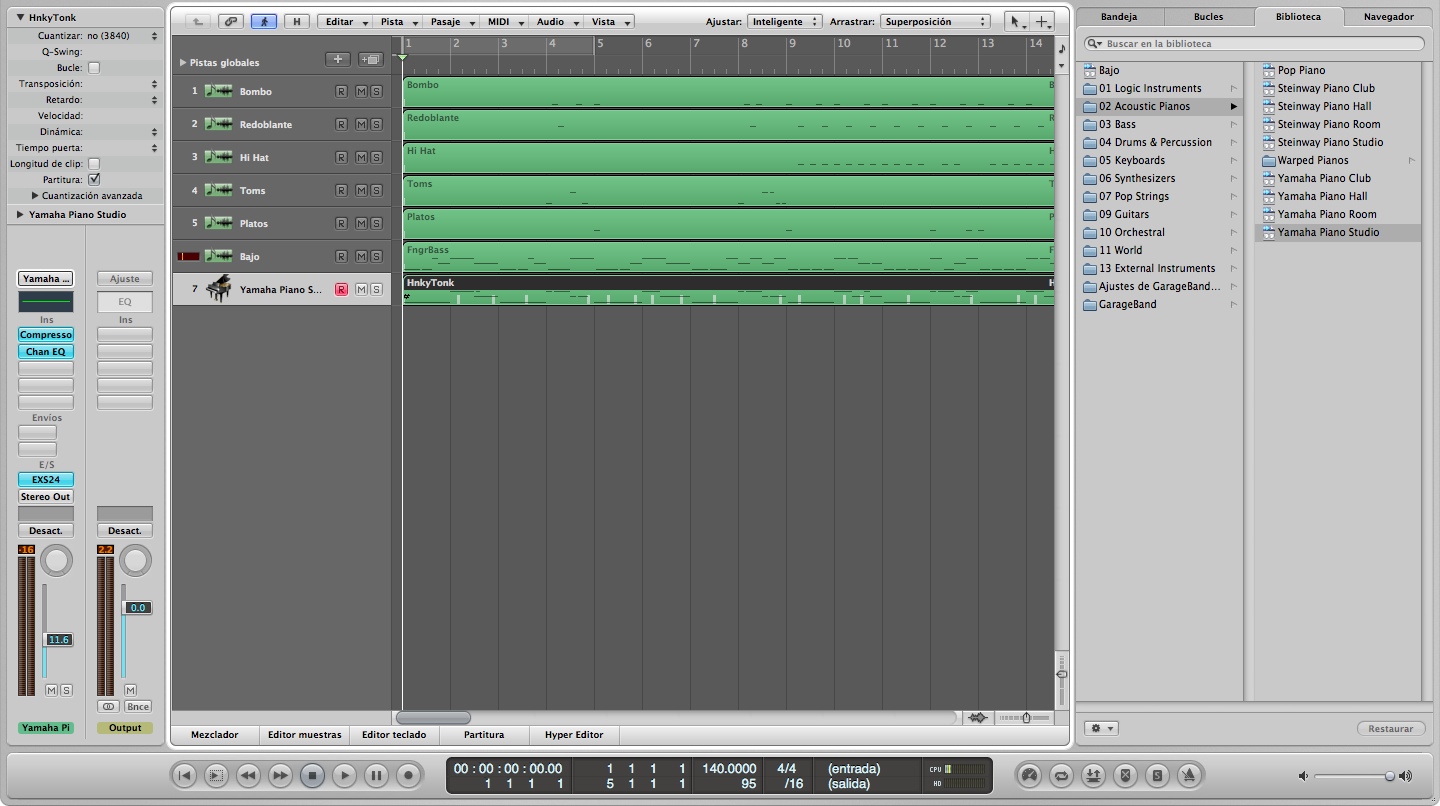 HnkyTonk
Cuantizar: no (3840)
Q-Swing:
Bucle:
Transposición:
Retardo:
Velocidad:
Dinámica:
Tiempo puerta:
Longitud de clip:
Partitura:
Cuantización avanzada
Yamaha Piano Studio
Yamaha ...
Ajuste
EQ
Ins
Ins
Compresso
Chan EQ
Envíos
E/S
EXS24
Stereo Out
Desact.
Desact.
-16
2.2
0.0
11.6
M S
M
Bnce
Yamaha Pi
Output
H
Editar
Pista
Pasaje
MIDI
Audio
Vista
Ajustar: Inteligente
Arrastrar: Superposición
Pistas globales
1 2 3 4 5 6 7 8 9 10 11 12 13 14
1 Bombo R M S
2 Redoblante R M S
3 Hi Hat R M S
4 Toms R M S
5 Platos R M S
Bajo R M S
7 Yamaha Piano S... R M S
Bombo B
Redoblante R
Hi Hat H
Toms T
Platos P
FngrBass F
HnkyTonk H
Mezclador
Editor muestras
Editor teclado
Partitura
Hyper Editor
Bandeja
Bucles
Biblioteca
Navegador
Buscar en la biblioteca
Bajo
01 Logic Instruments
02 Acoustic Pianos
03 Bass
04 Drums & Percussion
05 Keyboards
06 Synthesizers
07 Pop Strings
09 Guitars
10 Orchestral
11 World
13 External Instruments
Ajustes de GarageBand...
GarageBand
Pop Piano
Steinway Piano Club
Steinway Piano Hall
Steinway Piano Room
Steinway Piano Studio
Warped Pianos
Yamaha Piano Club
Yamaha Piano Hall
Yamaha Piano Room
Yamaha Piano Studio
Restaurar
00 : 00 : 00 : 00.00 1 1 1 1 140.0000 4/4 (entrada) CPU
1 1 1 1 5 1 1 1 95 /16 (salida) HD
S